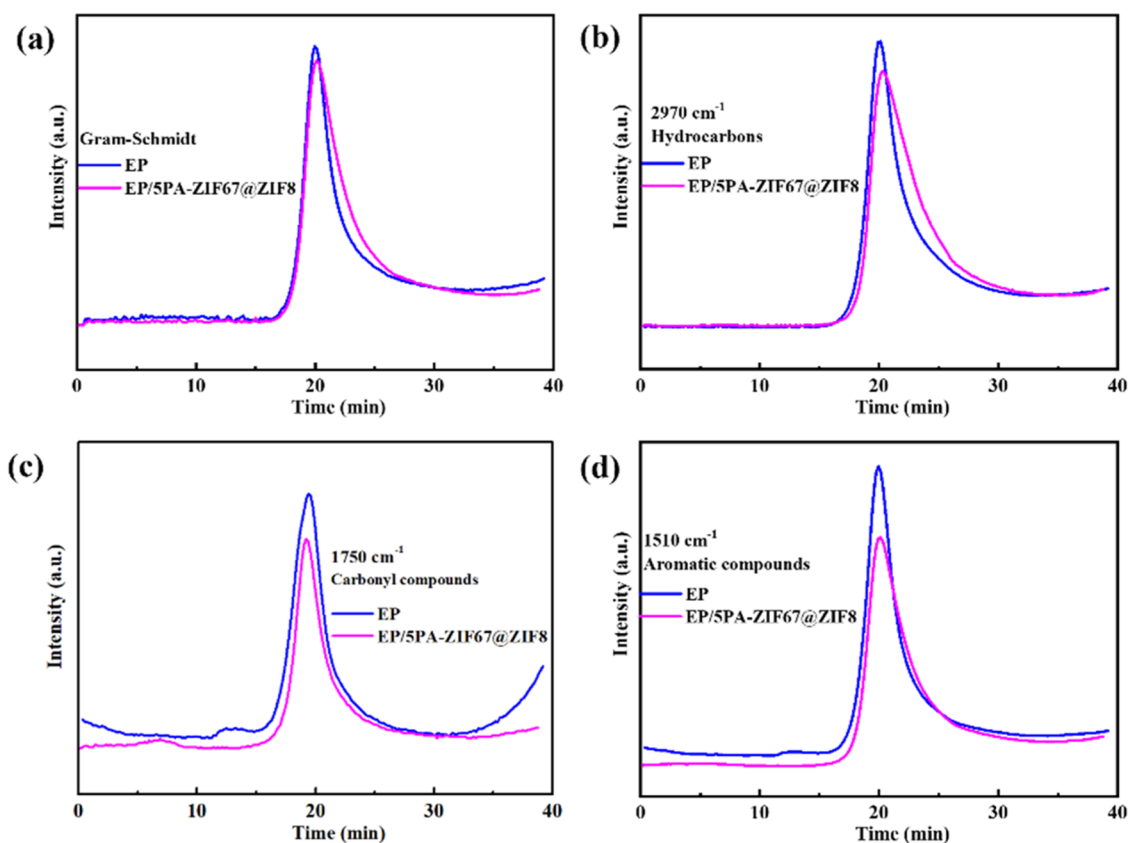 (a)
Intensity (a.u.)
Gram-Schmidt
EP
EP/5PA-ZIF67@ZIF8
0 10 20 30 40
Time (min)
(b)
Intensity (a.u.)
2970 cm⁻¹
Hydrocarbons
EP
EP/5PA-ZIF67@ZIF8
0 10 20 30 40
Time (min)
(c)
Intensity (a.u.)
1750 cm⁻¹
Carbonyl compounds
EP
EP/5PA-ZIF67@ZIF8
0 10 20 30 40
Time (min)
(d)
Intensity (a.u.)
1510 cm⁻¹
Aromatic compounds
EP
EP/5PA-ZIF67@ZIF8
0 10 20 30 40
Time (min)